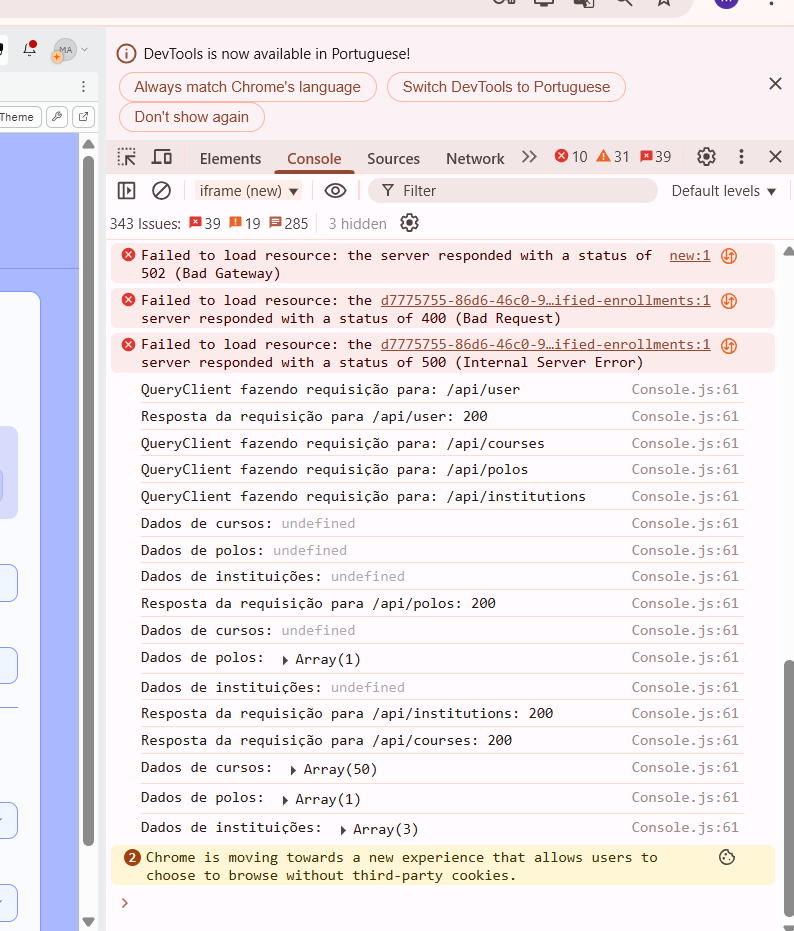 MA
DevTools is now available in Portuguese!
Always match Chrome's language
Switch DevTools to Portuguese
Don't show again
Theme
Elements
Console
Sources
Network
10
31
39
iframe (new)
Filter
Default levels
343 Issues:
39
19
285
3 hidden
Failed to load resource: the server responded with a status of new:1
502 (Bad Gateway)
Failed to load resource: the d7775755-86d6-46c0-9…ified-enrollments:1
server responded with a status of 400 (Bad Request)
Failed to load resource: the d7775755-86d6-46c0-9…ified-enrollments:1
server responded with a status of 500 (Internal Server Error)
QueryClient fazendo requisição para: /api/user Console.js:61
Resposta da requisição para /api/user: 200 Console.js:61
QueryClient fazendo requisição para: /api/courses Console.js:61
QueryClient fazendo requisição para: /api/polos Console.js:61
QueryClient fazendo requisição para: /api/institutions Console.js:61
Dados de cursos: undefined Console.js:61
Dados de polos: undefined Console.js:61
Dados de instituições: undefined Console.js:61
Resposta da requisição para /api/polos: 200 Console.js:61
Dados de cursos: undefined Console.js:61
Dados de polos: Array(1) Console.js:61
Dados de instituições: undefined Console.js:61
Resposta da requisição para /api/institutions: 200 Console.js:61
Resposta da requisição para /api/courses: 200 Console.js:61
Dados de cursos: Array(50) Console.js:61
Dados de polos: Array(1) Console.js:61
Dados de instituições: Array(3) Console.js:61
2 Chrome is moving towards a new experience that allows users to
choose to browse without third-party cookies.